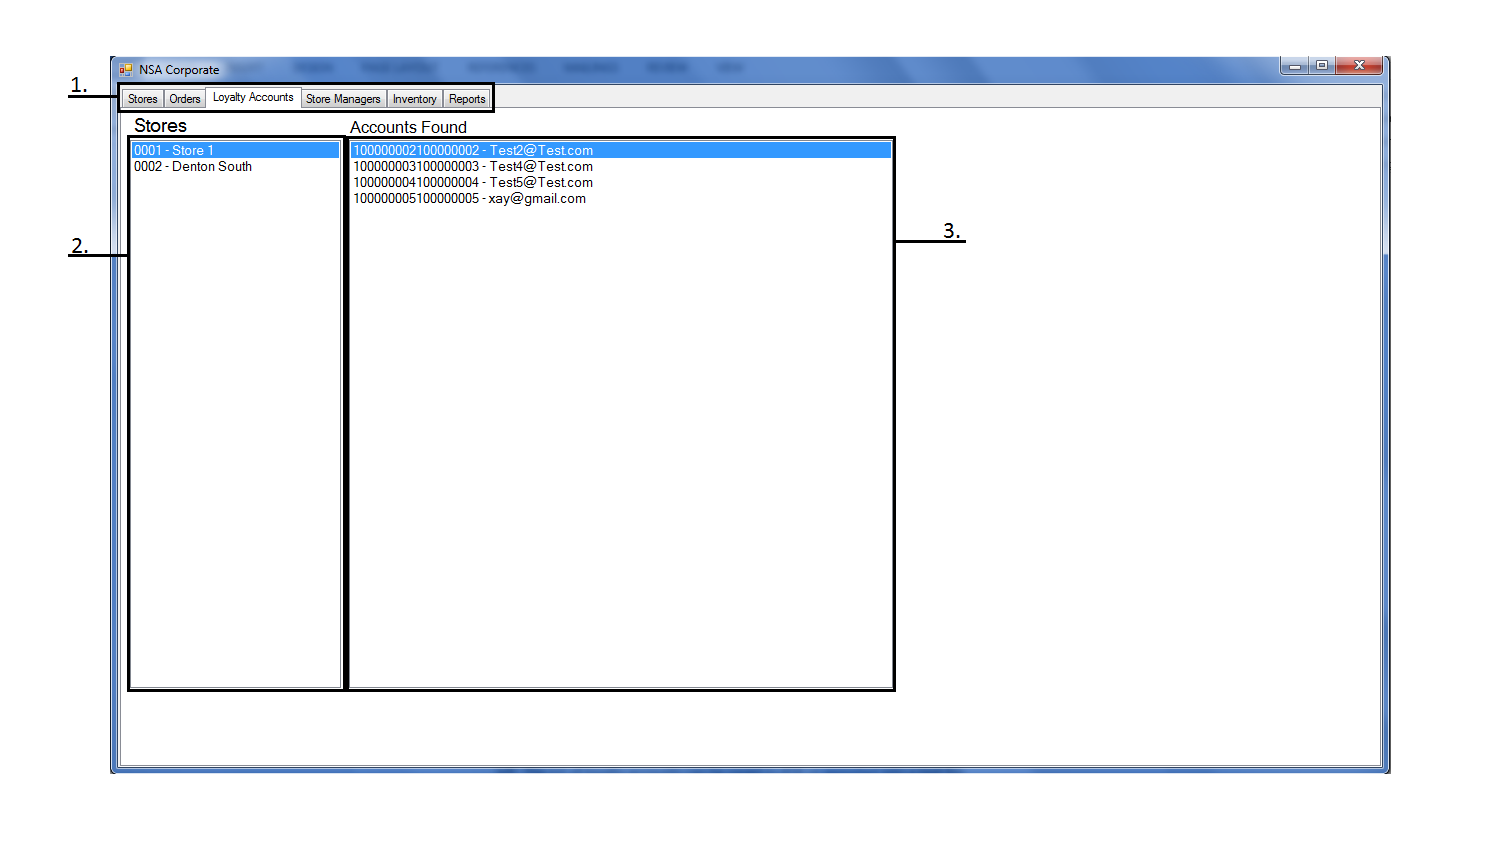 NSA Corporate
1.
Stores Orders Loyalty Accounts Store Managers Inventory Reports
Stores
Accounts Found
0001 - Store 1
0002 - Denton South
100000002100000002 - Test2@Test.com
100000003100000003 - Test4@Test.com
100000004100000004 - Test5@Test.com
100000005100000005 - xay@gmail.com
2.
3.